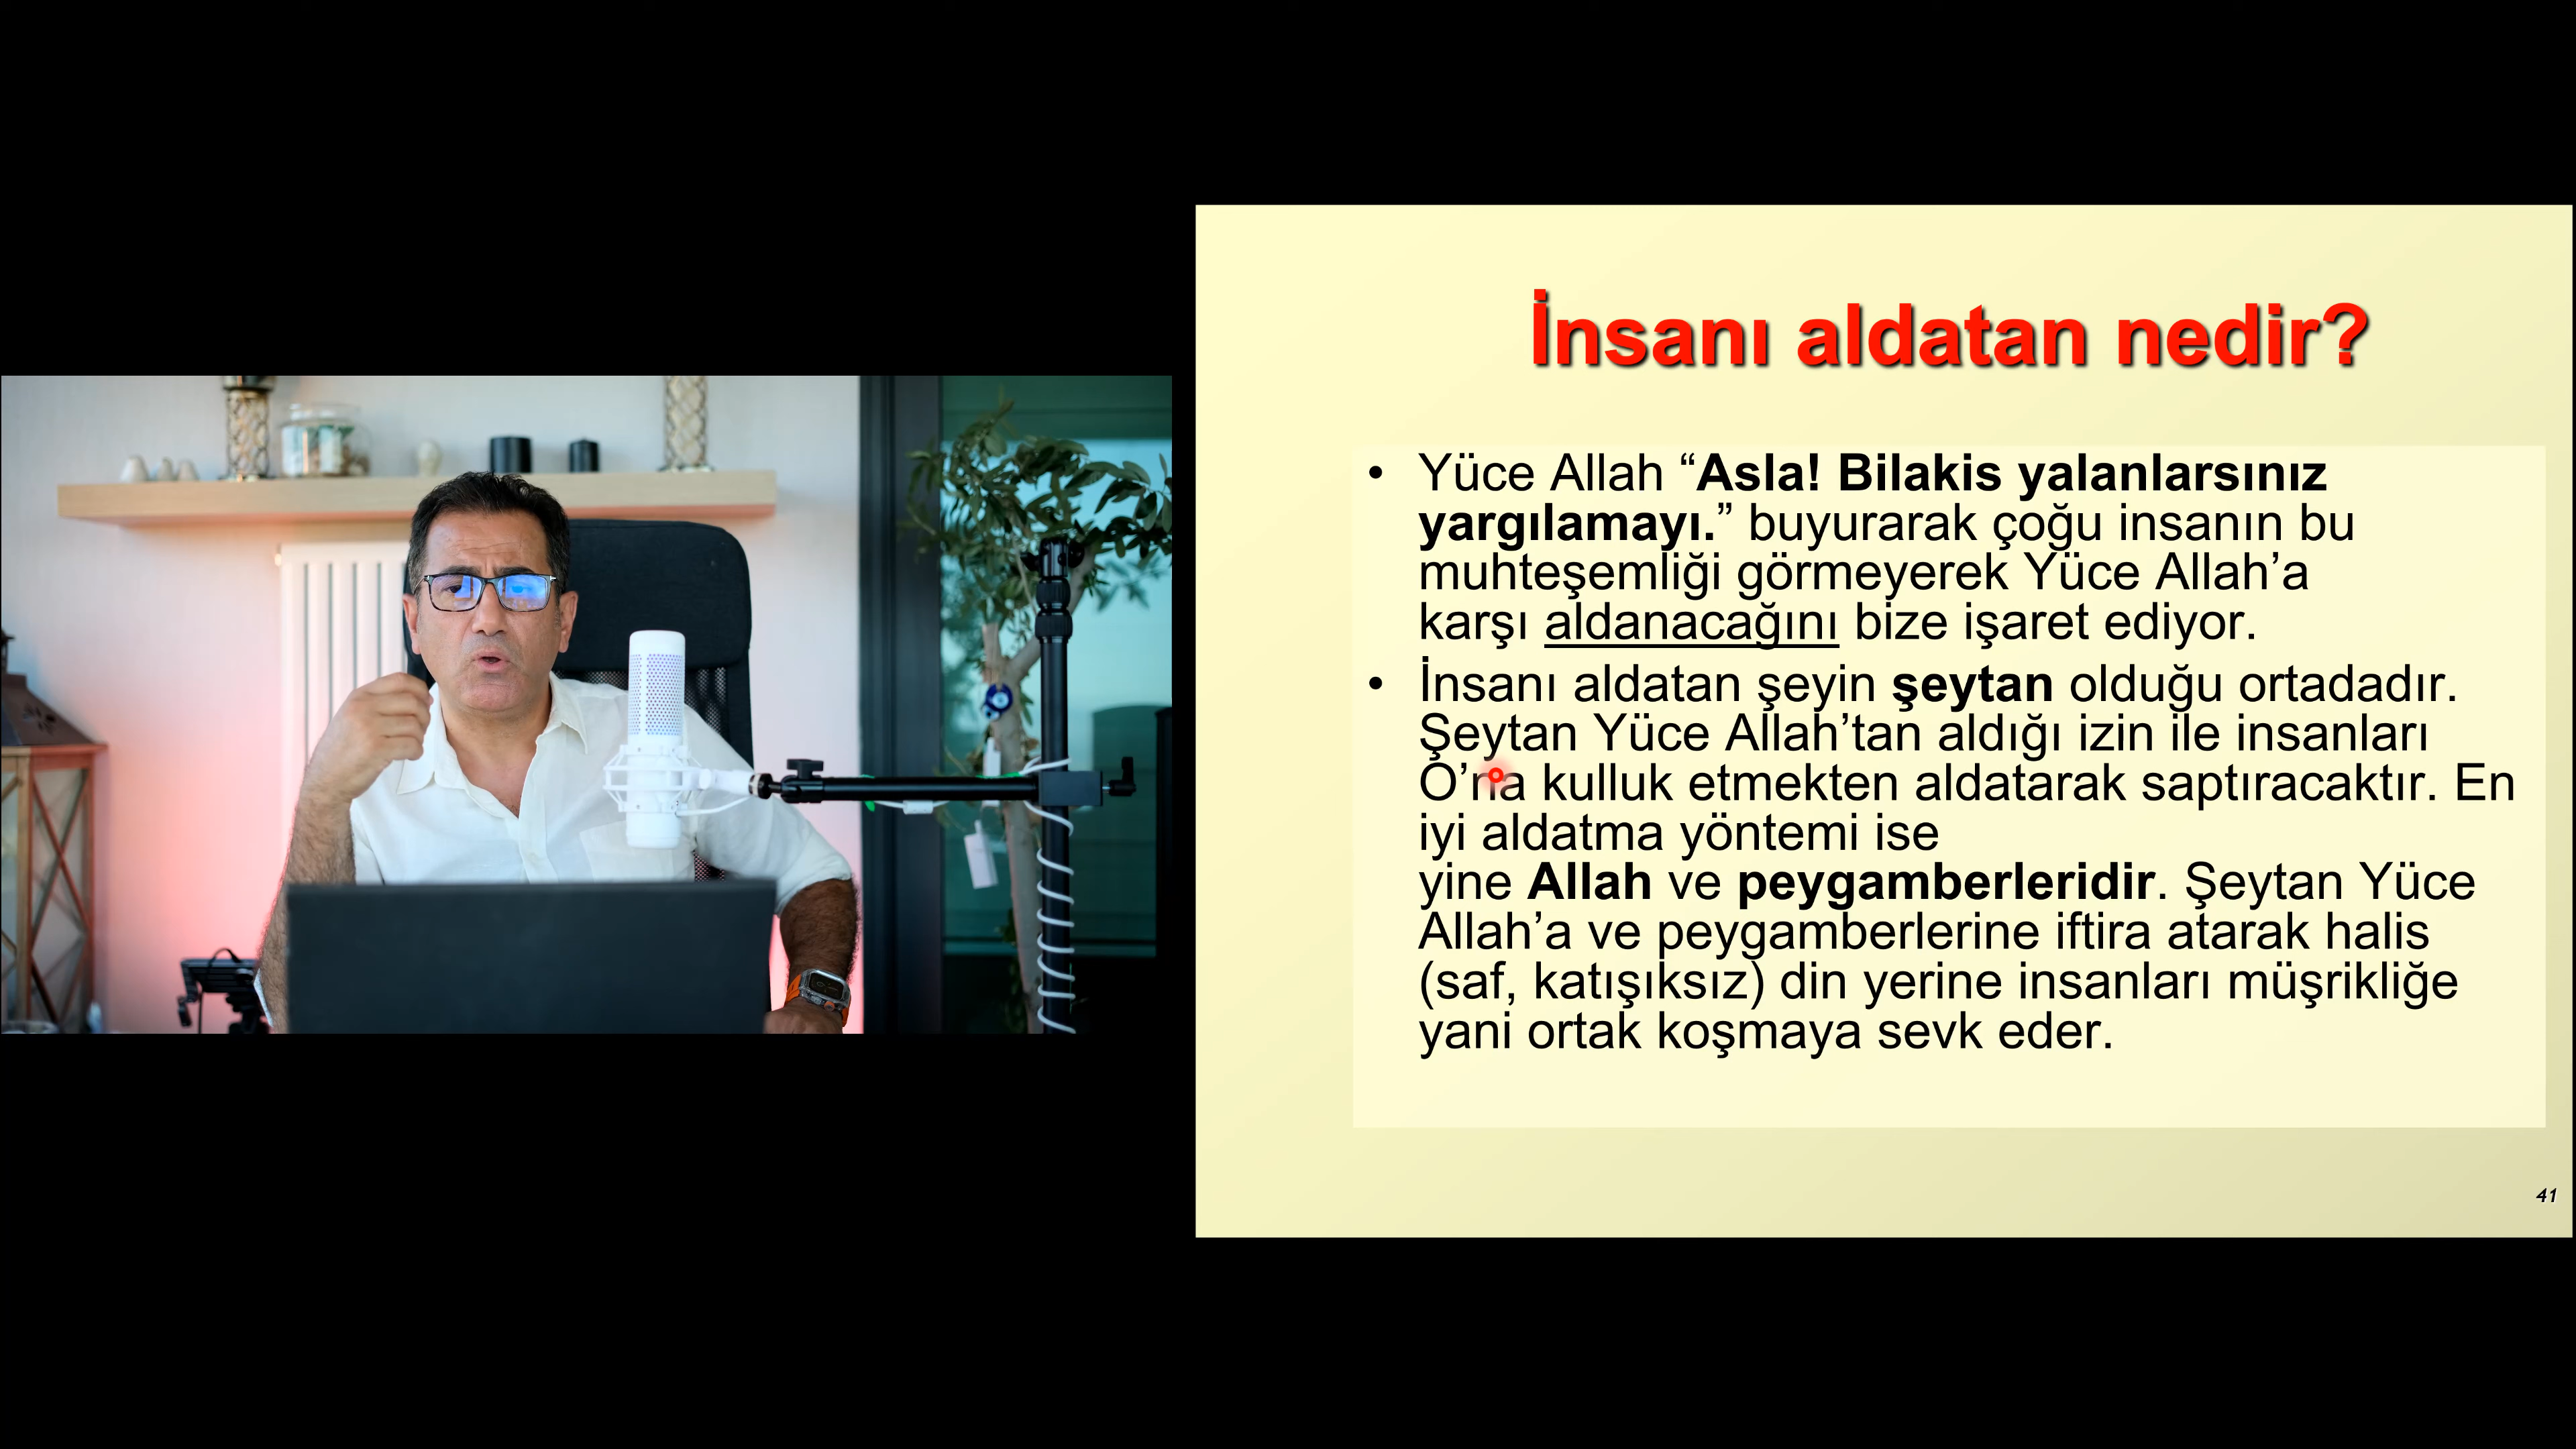 İnsanı aldatan nedir?
• Yüce Allah “Asla! Bilakis yalanlarsınız
yargılamayı.” buyurarak çoğu insanın bu
muhteşemliği görmeyerek Yüce Allah’a
karşı aldanacağını bize işaret ediyor.
• İnsanı aldatan şeyin şeytan olduğu ortadadır.
Şeytan Yüce Allah’tan aldığı izin ile insanları
O’na kulluk etmekten aldatarak saptıracaktır. En
iyi aldatma yöntemi ise
yine Allah ve peygamberleridir. Şeytan Yüce
Allah’a ve peygamberlerine iftira atarak halis
(saf, katışıksız) din yerine insanları müşrikliğe
yani ortak koşmaya sevk eder.
41